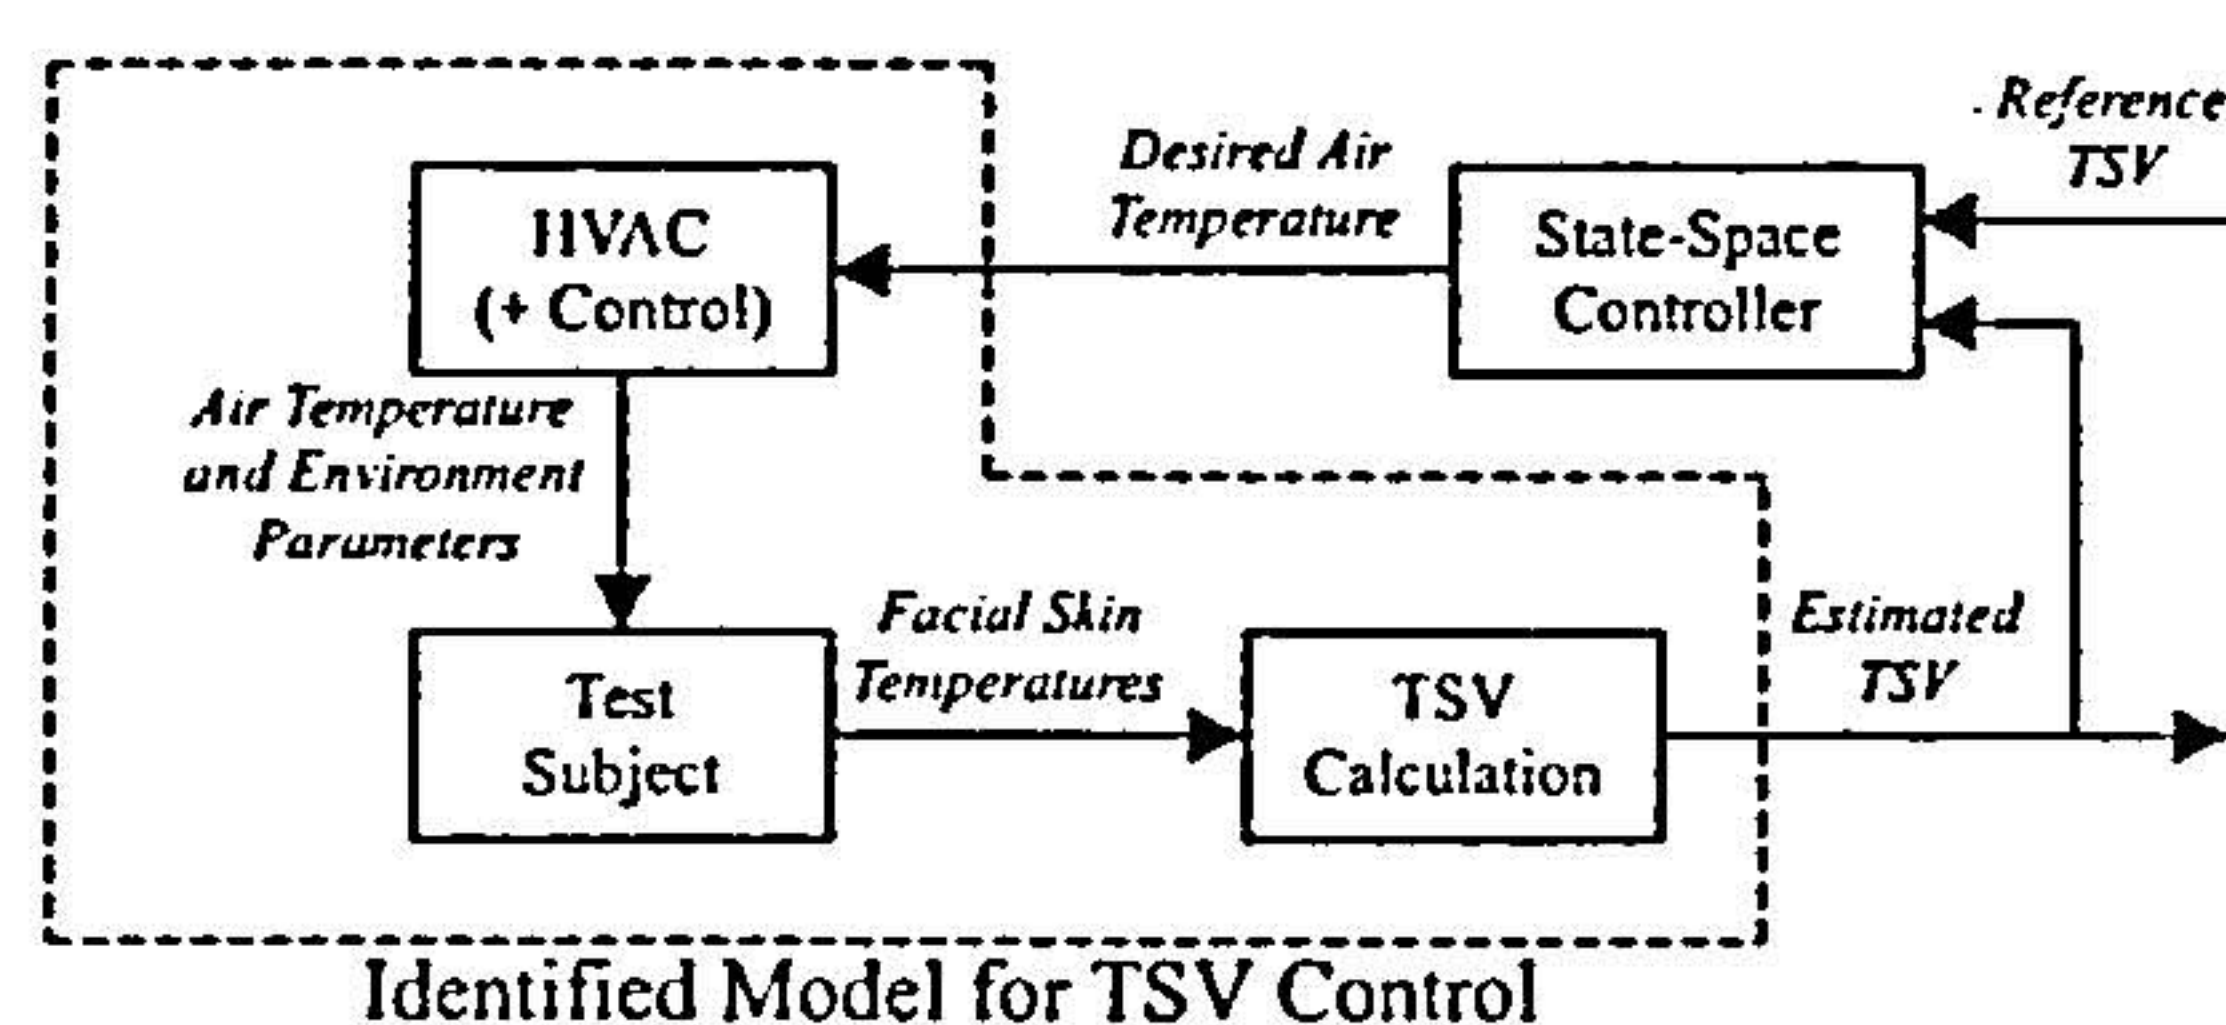 Reference
TSV
Desired Air
Temperature
HVAC
(+ Control)
State-Space
Controller
Air Temperature
and Environment
Parameters
Facial Skin
Temperatures
Estimated
TSV
Test
Subject
TSV
Calculation
Identified Model for TSV Control